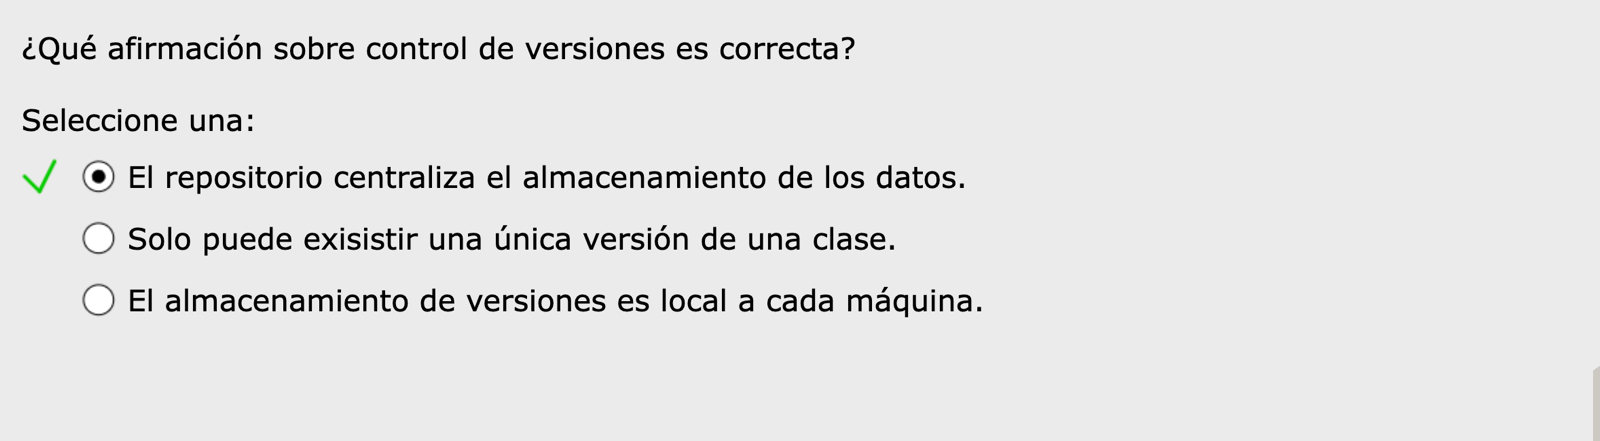 ¿Qué afirmación sobre control de versiones es correcta?
Seleccione una:
El repositorio centraliza el almacenamiento de los datos.
Solo puede exisistir una única versión de una clase.
El almacenamiento de versiones es local a cada máquina.